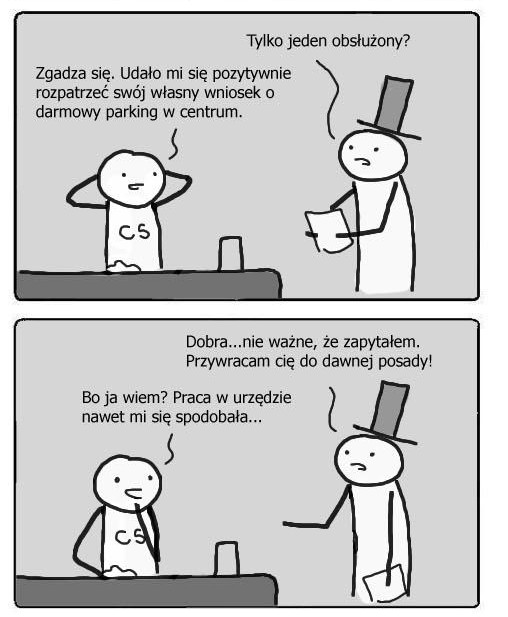 Tylko jeden obsłużony?
Zgadza się. Udało mi się pozytywnie
rozpatrzeć swój własny wniosek o
darmowy parking w centrum.
CS
Dobra...nie ważne, że zapytałem.
Przywracam cię do dawnej posady!
Bo ja wiem? Praca w urzędzie
nawet mi się spodobała...
CS